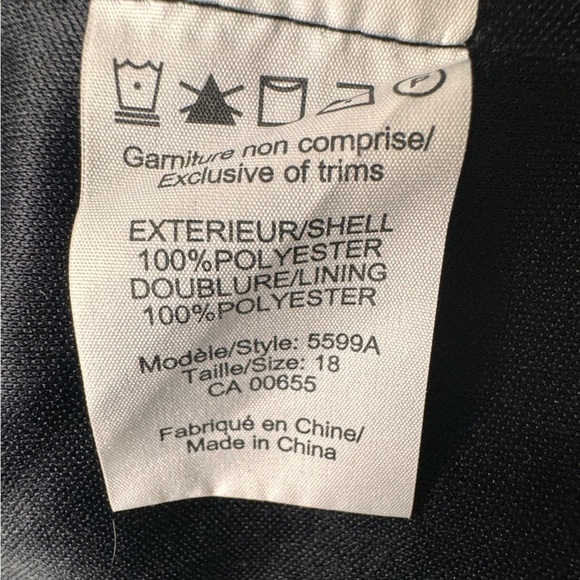 P
Garniture non comprise/
Exclusive of trims
EXTERIEUR/SHELL
100%POLYESTER
DOUBLURE/LINING
100%POLYESTER
Modèle/Style: 5599A
Taille/Size: 18
CA 00655
Fabriqué en Chine/
Made in China